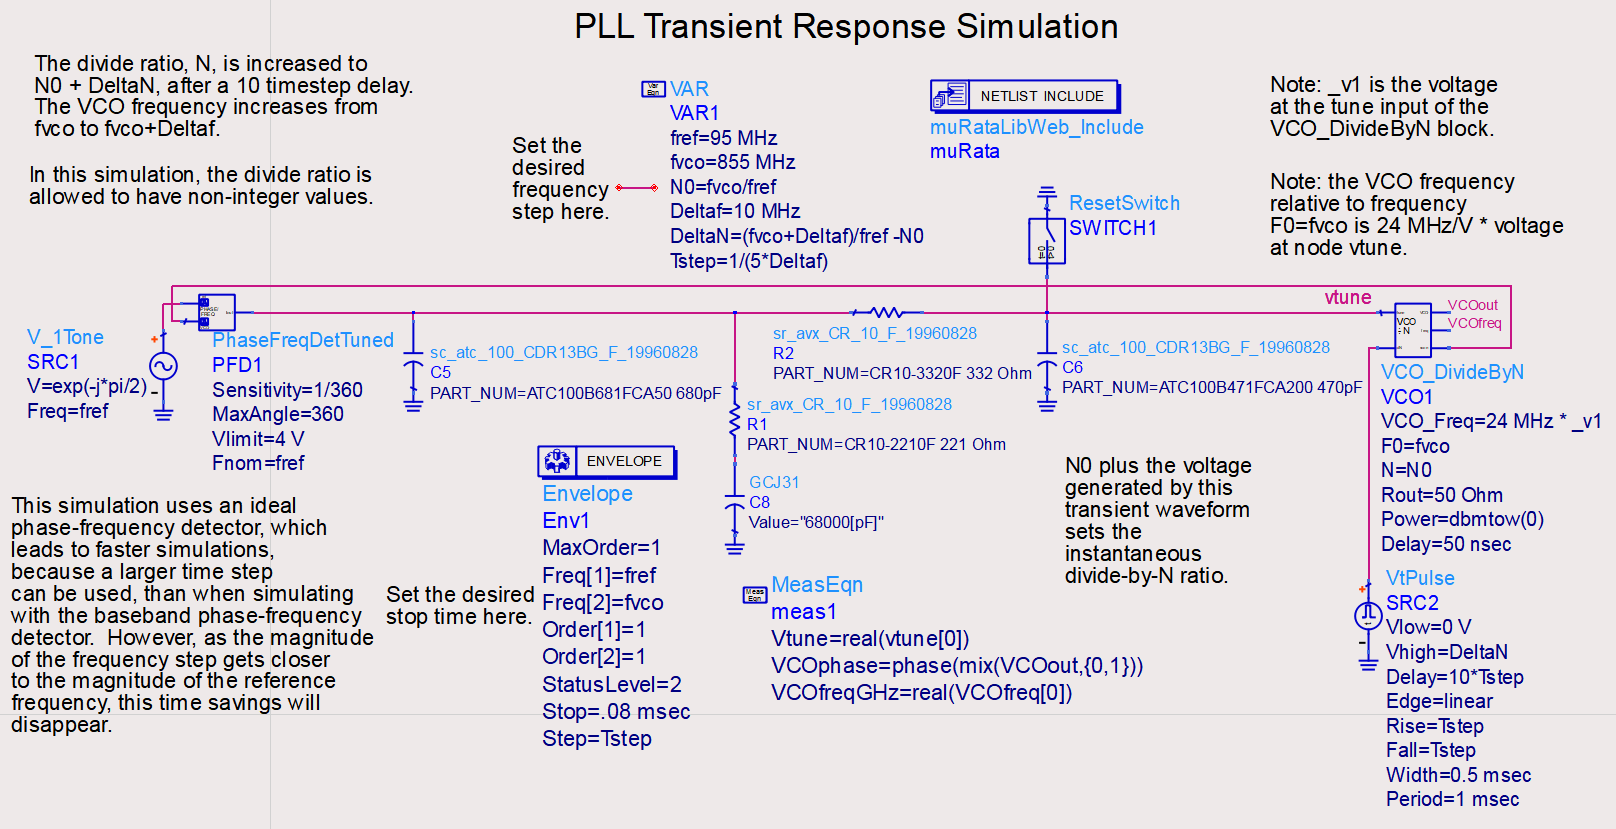 PLL Transient Response Simulation
The divide ratio, N, is increased to
N0 + DeltaN, after a 10 timestep delay.
The VCO frequency increases from
fvco to fvco+Deltaf.
In this simulation, the divide ratio is
allowed to have non-integer values.
Set the
desired
frequency
step here.
Var
Eqn
VAR
VAR1
fref=95 MHz
fvco=855 MHz
N0=fvco/fref
Deltaf=10 MHz
DeltaN=(fvco+Deltaf)/fref -N0
Tstep=1/(5*Deltaf)
NETLIST INCLUDE
muRataLibWeb_Include
muRata
Note: _v1 is the voltage
at the tune input of the
VCO_DivideByN block.
Note: the VCO frequency
relative to frequency
F0=fvco is 24 MHz/V * voltage
at node vtune.
ResetSwitch
SWITCH1
V_1Tone
SRC1
V=exp(-j*pi/2)
Freq=fref
PhaseFreqDetTuned
PFD1
Sensitivity=1/360
MaxAngle=360
Vlimit=4 V
Fnom=fref
sc_atc_100_CDR13BG_F_19960828
C5
PART_NUM=ATC100B681FCA50 680pF
sr_avx_CR_10_F_19960828
R2
PART_NUM=CR10-3320F 332 Ohm
sr_avx_CR_10_F_19960828
R1
PART_NUM=CR10-2210F 221 Ohm
GCJ31
C8
Value="68000[pF]"
sc_atc_100_CDR13BG_F_19960828
C6
PART_NUM=ATC100B471FCA200 470pF
vtune
VCO
÷N
VCOout
VCOfreq
VCO_DivideByN
VCO1
VCO_Freq=24 MHz * _v1
F0=fvco
N=N0
Rout=50 Ohm
Power=dbmtow(0)
Delay=50 nsec
This simulation uses an ideal
phase-frequency detector, which
leads to faster simulations,
because a larger time step
can be used, than when simulating
with the baseband phase-frequency
detector. However, as the magnitude
of the frequency step gets closer
to the magnitude of the reference
frequency, this time savings will
disappear.
Set the desired
stop time here.
ENVELOPE
Envelope
Env1
MaxOrder=1
Freq[1]=fref
Freq[2]=fvco
Order[1]=1
Order[2]=1
StatusLevel=2
Stop=.08 msec
Step=Tstep
Meas
Eqn
MeasEqn
meas1
Vtune=real(vtune[0])
VCOphase=phase(mix(VCOout,{0,1}))
VCOfreqGHz=real(VCOfreq[0])
N0 plus the voltage
generated by this
transient waveform
sets the
instantaneous
divide-by-N ratio.
VtPulse
SRC2
Vlow=0 V
Vhigh=DeltaN
Delay=10*Tstep
Edge=linear
Rise=Tstep
Fall=Tstep
Width=0.5 msec
Period=1 msec